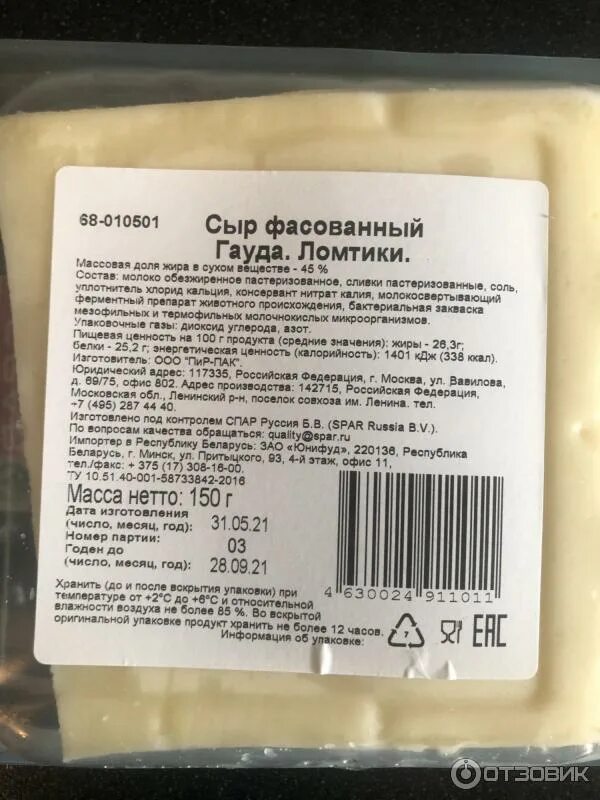 68-010501
Сыр фасованный
Гауда. Ломтики.
Массовая доля жира в сухом веществе - 45 %
Состав: молоко обезжиренное пастеризованное, сливки пастеризованные, соль,
уплотнитель хлорид кальция, консервант нитрат калия, молокосвертывающий
ферментный препарат животного происхождения, бактериальная закваска
мезофильных и термофильных молочнокислых микроорганизмов.
Упаковочные газы: диоксид углерода, азот.
Пищевая ценность на 100 г продукта (средние значения): жиры - 26,3г;
белки - 25,2 г; энергетическая ценность (калорийность): 1401 кДж (338 ккал).
Изготовитель: ООО "ПиР-ПАК".
Юридический адрес: 117335, Российская Федерация, г. Москва, ул. Вавилова,
д. 69/75, офис 802. Адрес производства: 142715, Российская Федерация,
Московская обл., Ленинский р-н, поселок совхоза им. Ленина. тел.
+7 (495) 287 44 40.
Изготовлено под контролем СПАР Руссия Б.В. (SPAR Russia B.V.).
По вопросам качества обращаться: quality@spar.ru
Импортер в Республику Беларусь: ЗАО «Юнифуд», 220136, Республика
Беларусь, г. Минск, ул. Притыцкого, 93, 4-й этаж, офис 11,
тел./факс: + 375 (17) 308-16-00.
ТУ 10.51.40-001-58733842-2016
Масса нетто: 150 г
Дата изготовления
(число, месяц, год): 31.05.21
Номер партии: 03
Годен до
(число, месяц, год): 28.09.21
4 630024 911011
Хранить (до и после вскрытия упаковки) при
температуре от +2°С до +6°С и относительной
влажности воздуха не более 85 %. Во вскрытой
оригинальной упаковке продукт хранить не более 12 часов.
Информация об упаковке:
7
EAC
ОТЗОВИК